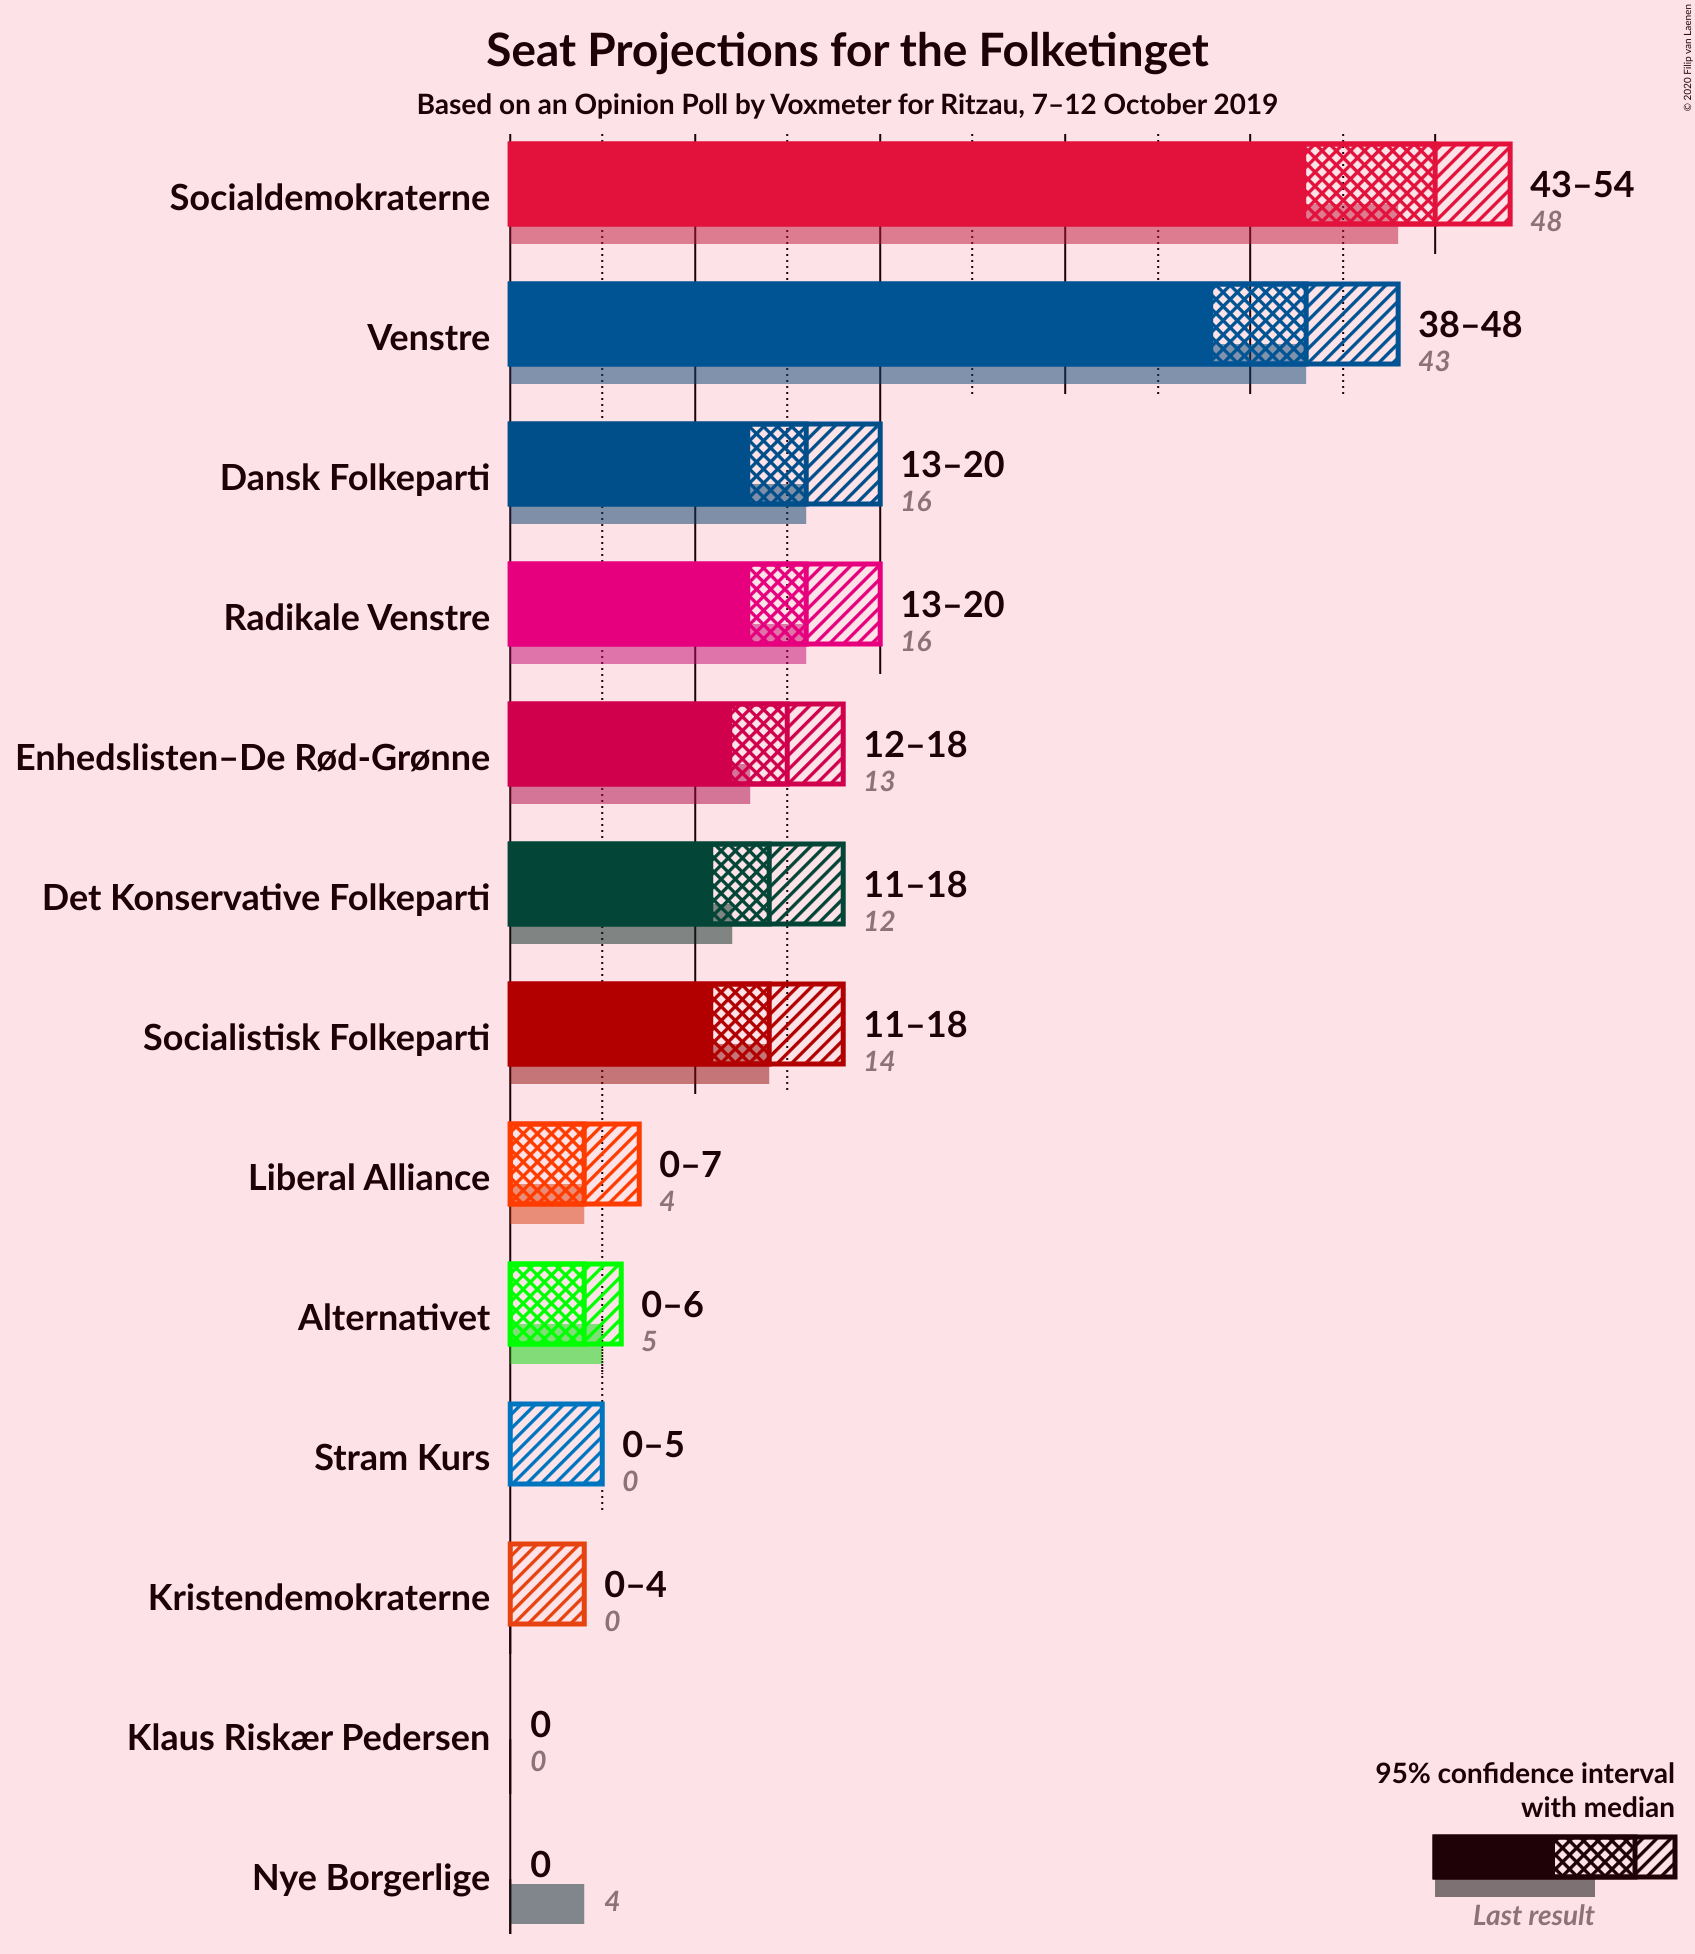 Seat Projections for the Folketinget
Based on an Opinion Poll by Voxmeter for Ritzau, 7–12 October 2019
© 2020 Filip van Laenen
Socialdemokraterne
43–54
48
Venstre
38–48
43
Dansk Folkeparti
13–20
16
Radikale Venstre
13–20
16
Enhedslisten–De Rød-Grønne
12–18
13
Det Konservative Folkeparti
11–18
12
Socialistisk Folkeparti
11–18
14
Liberal Alliance
0–7
4
Alternativet
0–6
5
Stram Kurs
0–5
0
Kristendemokraterne
0–4
0
Klaus Riskær Pedersen
0
0
Nye Borgerlige
0
4
95% confidence interval
with median
Last result